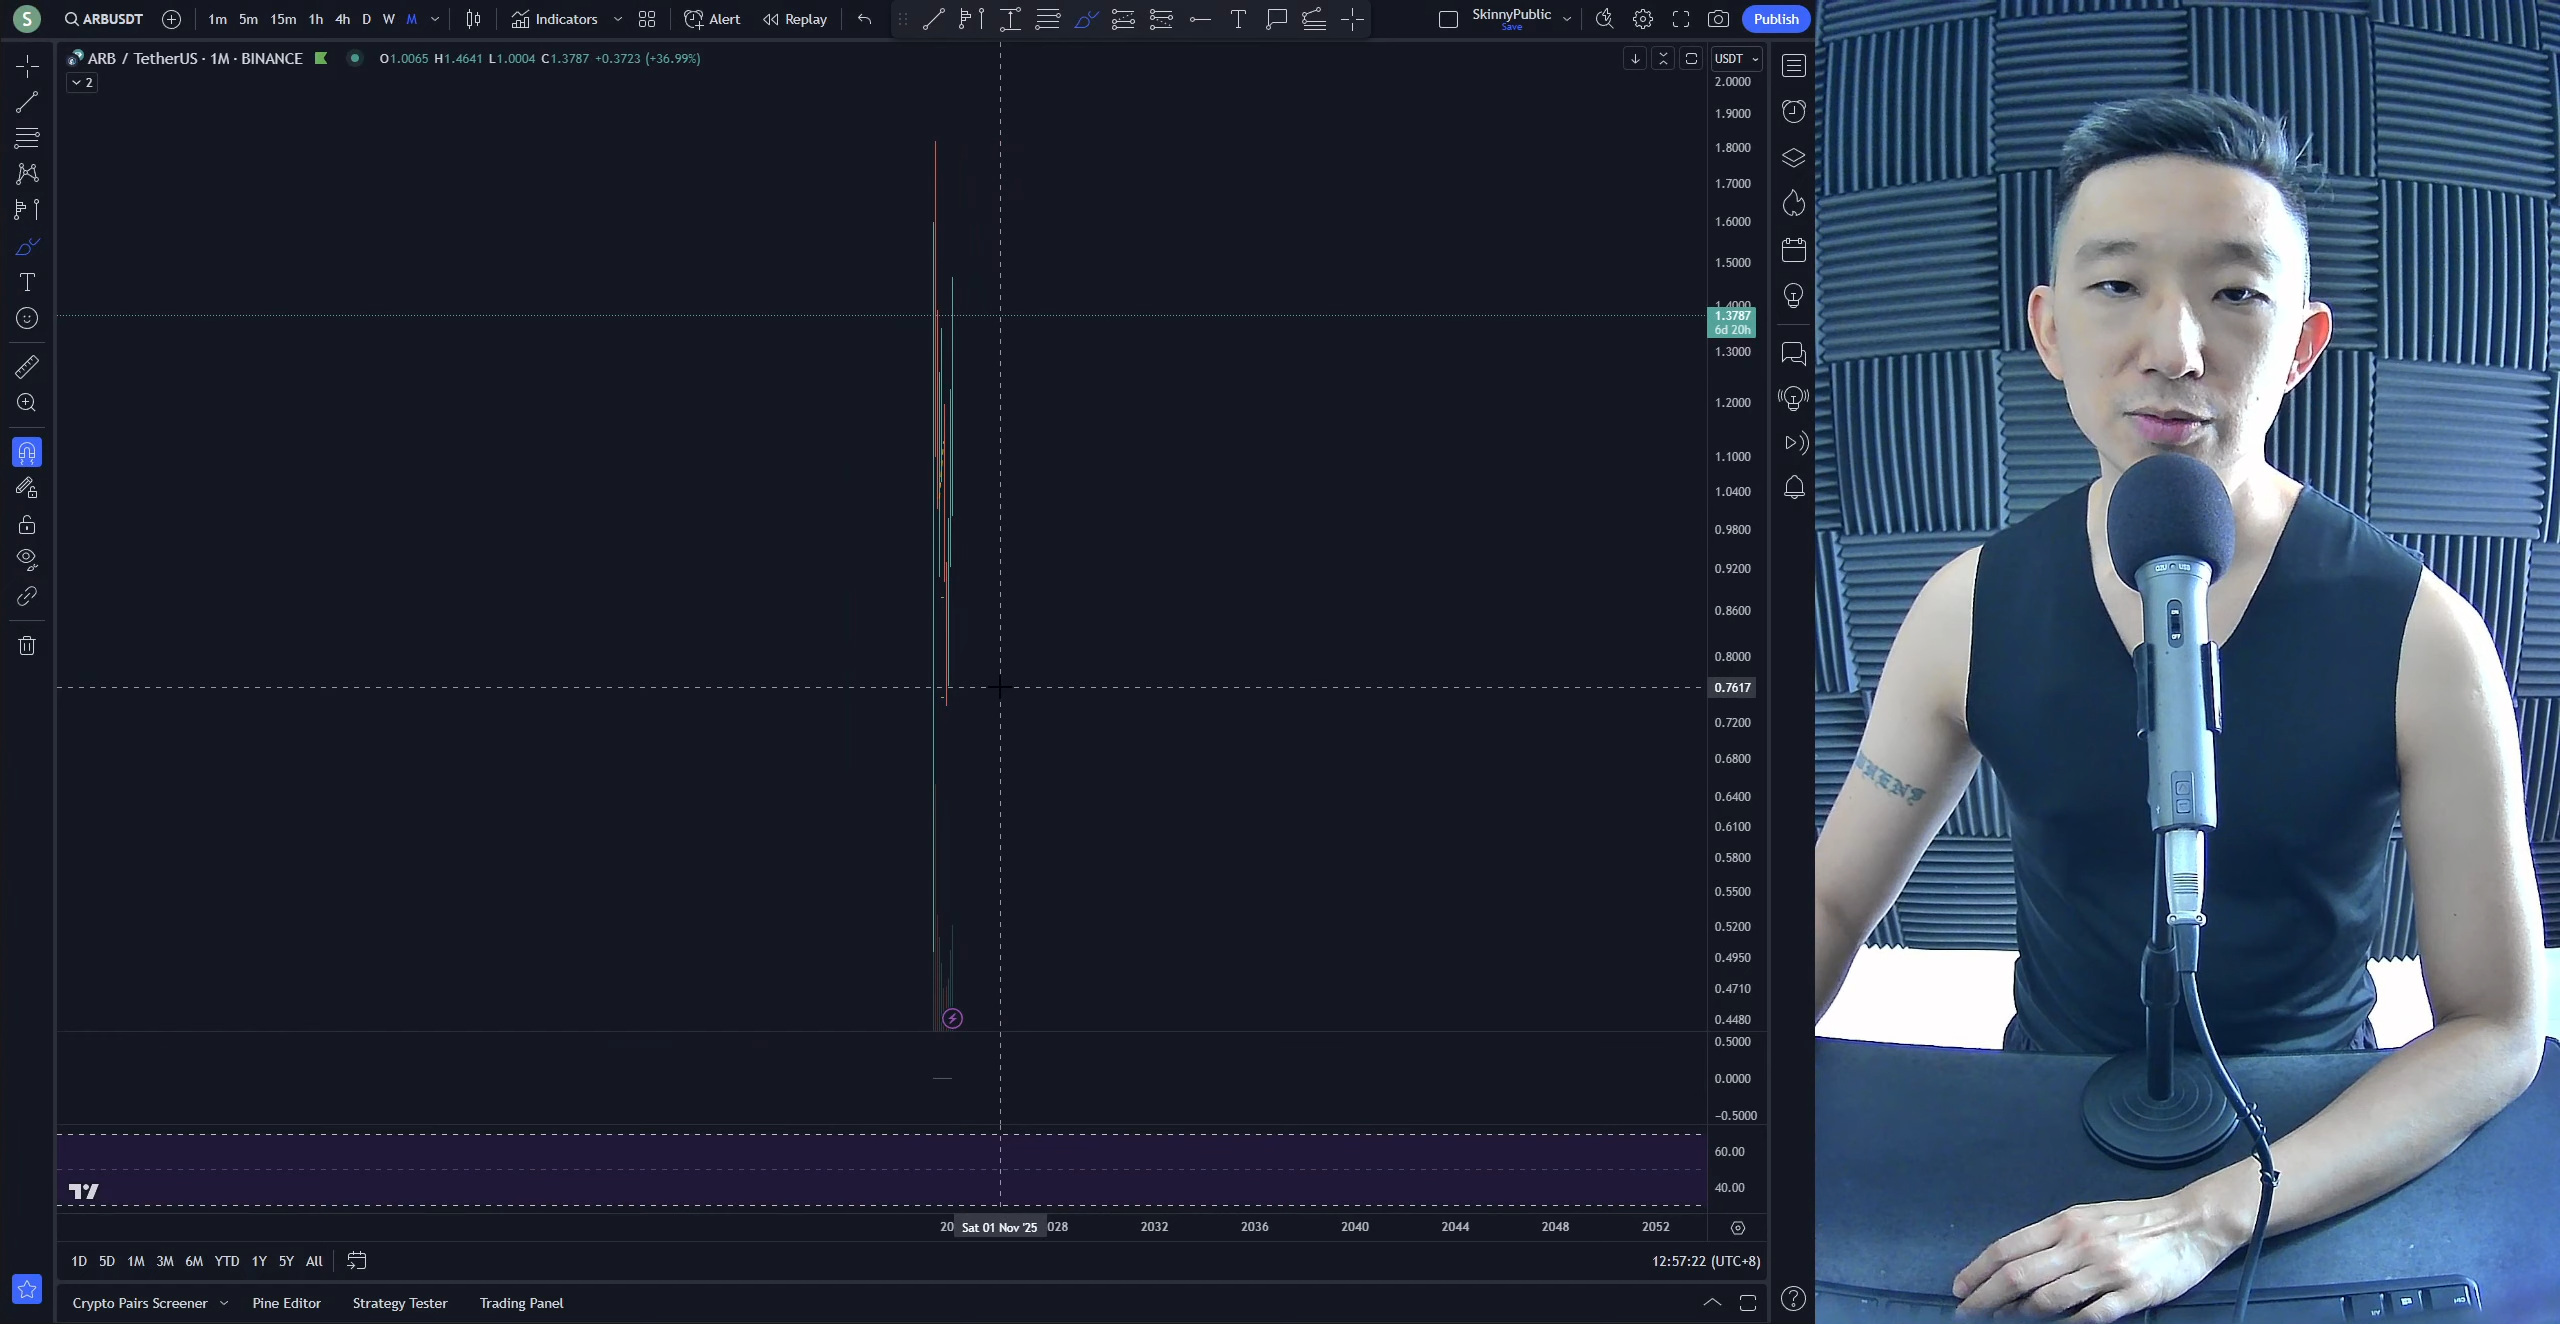 S
ARBUSDT
1m 5m 15m 1h 4h D W M
Indicators
Alert
Replay
SkinnyPublic
Save
Publish
ARB / TetherUS · 1M · BINANCE
O1.0065 H1.4641 L1.0004 C1.3787 +0.3723 (+36.99%)
2
USDT
2.0000
1.9000
1.8000
1.7000
1.6000
1.5000
1.4000
1.3787
6d 20h
1.3000
1.2000
1.1000
1.0400
0.9800
0.9200
0.8600
0.8000
0.7617
0.7200
0.6800
0.6400
0.6100
0.5800
0.5500
0.5200
0.4950
0.4710
0.4480
0.5000
0.0000
−0.5000
60.00
40.00
20 Sat 01 Nov '25 028 2032 2036 2040 2044 2048 2052
1D 5D 1M 3M 6M YTD 1Y 5Y All
12:57:22 (UTC+8)
Crypto Pairs Screener
Pine Editor
Strategy Tester
Trading Panel
ON
OFF